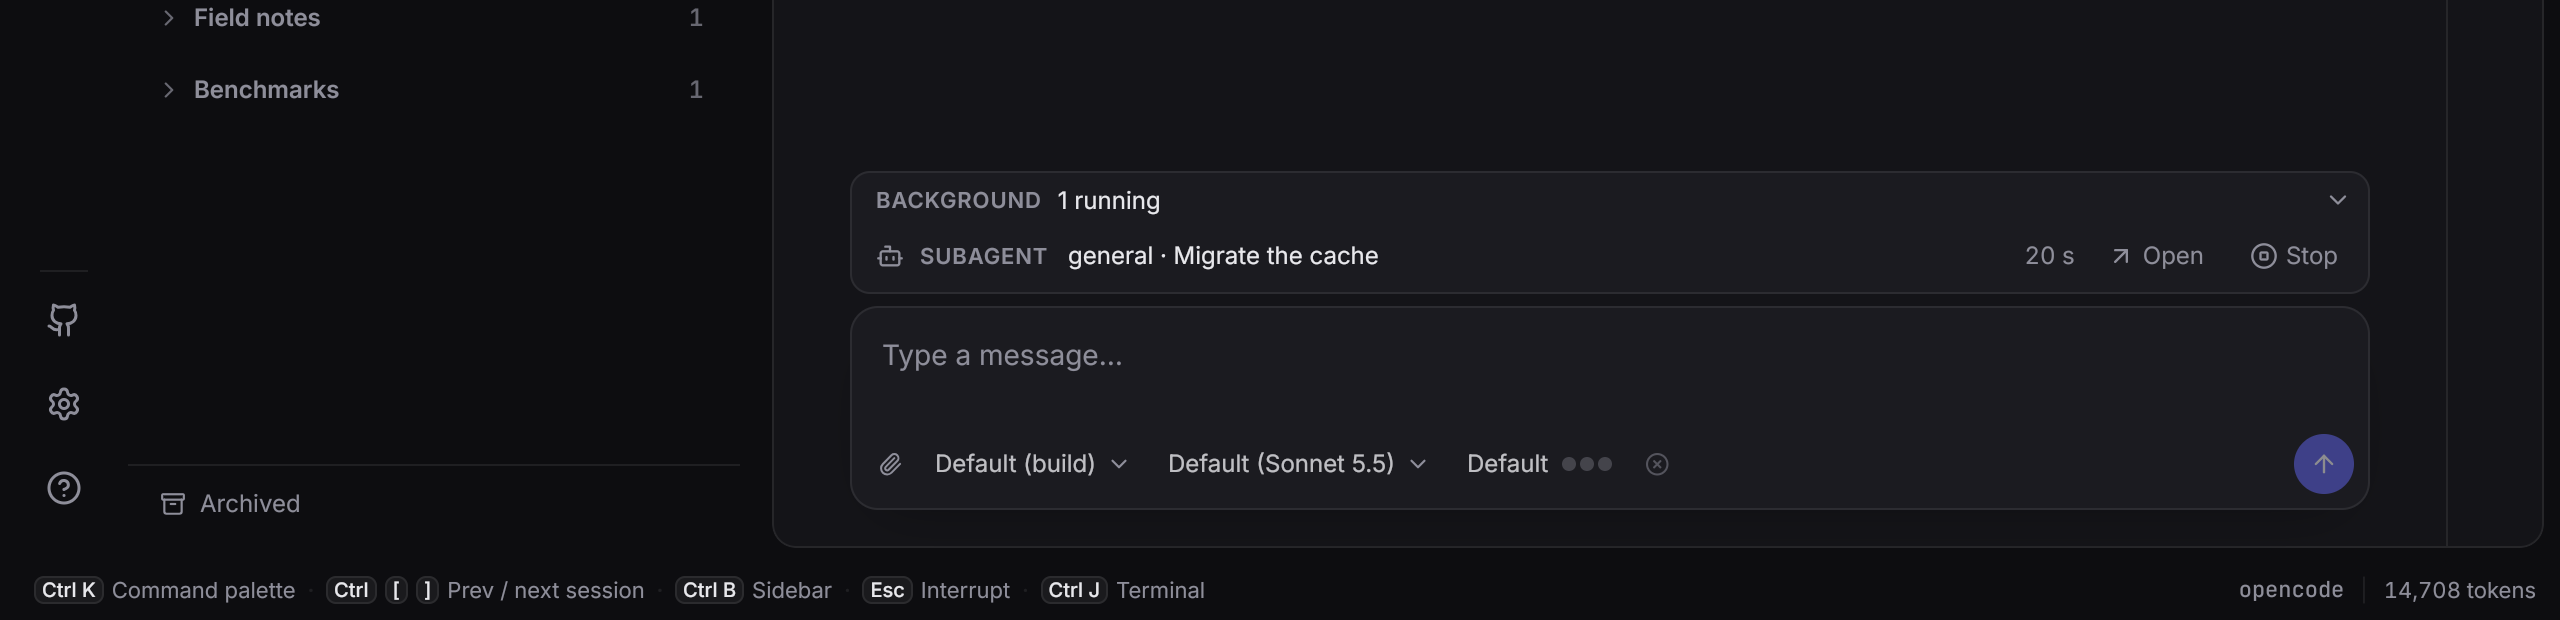 Field notes 1
Benchmarks 1
BACKGROUND 1 running
SUBAGENT general · Migrate the cache 20 s Open Stop
Type a message...
Default (build) Default (Sonnet 5.5) Default
Archived
Ctrl K Command palette · Ctrl [ ] Prev / next session · Ctrl B Sidebar · Esc Interrupt · Ctrl J Terminal opencode 14,708 tokens